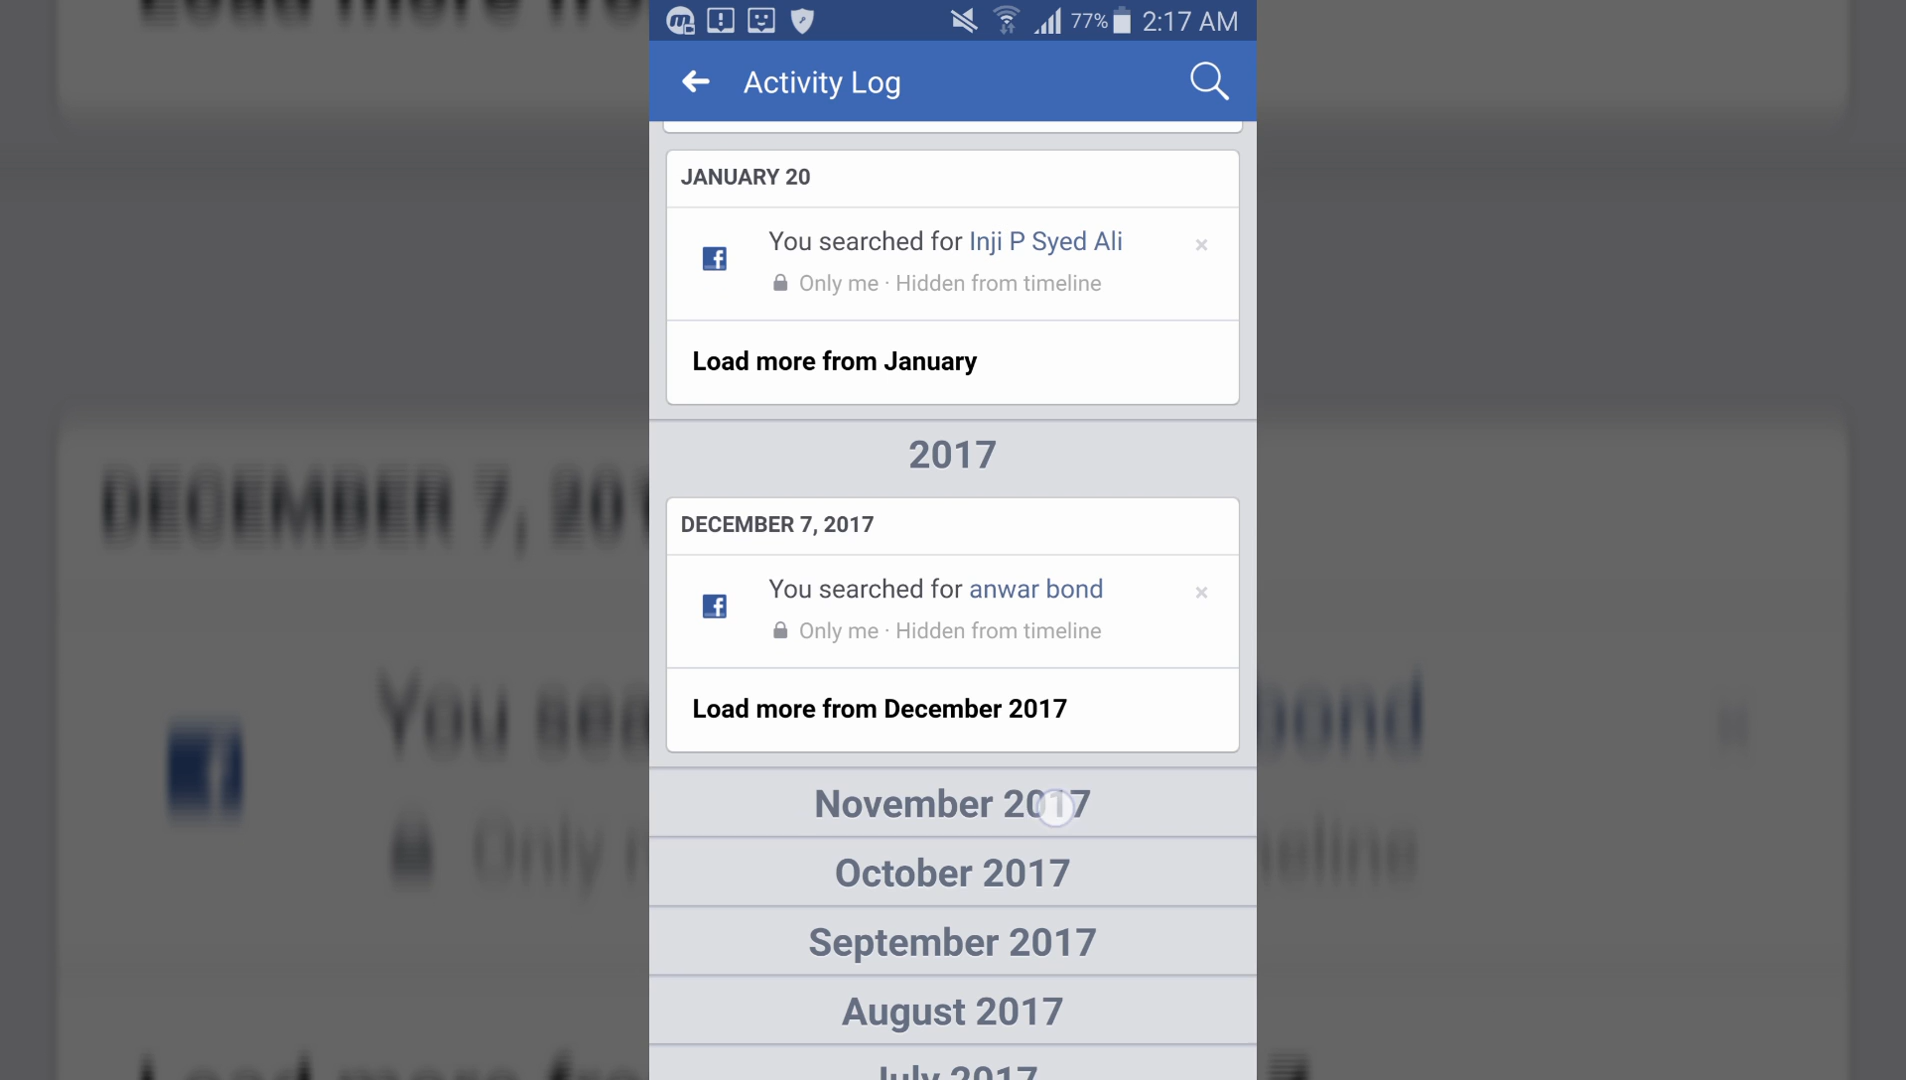 77% 2:17 AM
Activity Log
JANUARY 20
You searched for Inji P Syed Ali
Only me · Hidden from timeline
Load more from January
2017
DECEMBER 7, 2017
You searched for anwar bond
Only me · Hidden from timeline
Load more from December 2017
November 2017
October 2017
September 2017
August 2017
July 2017